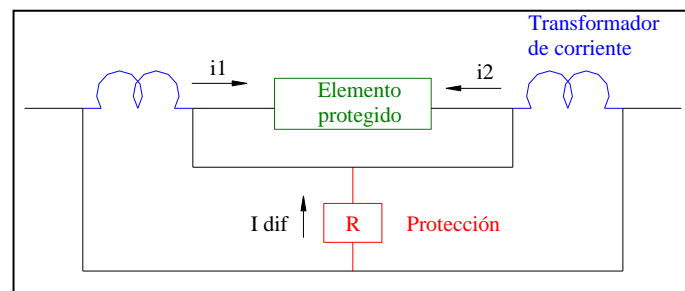 Transformador
de corriente
i1
i2
Elemento
protegido
I dif
R
Protección